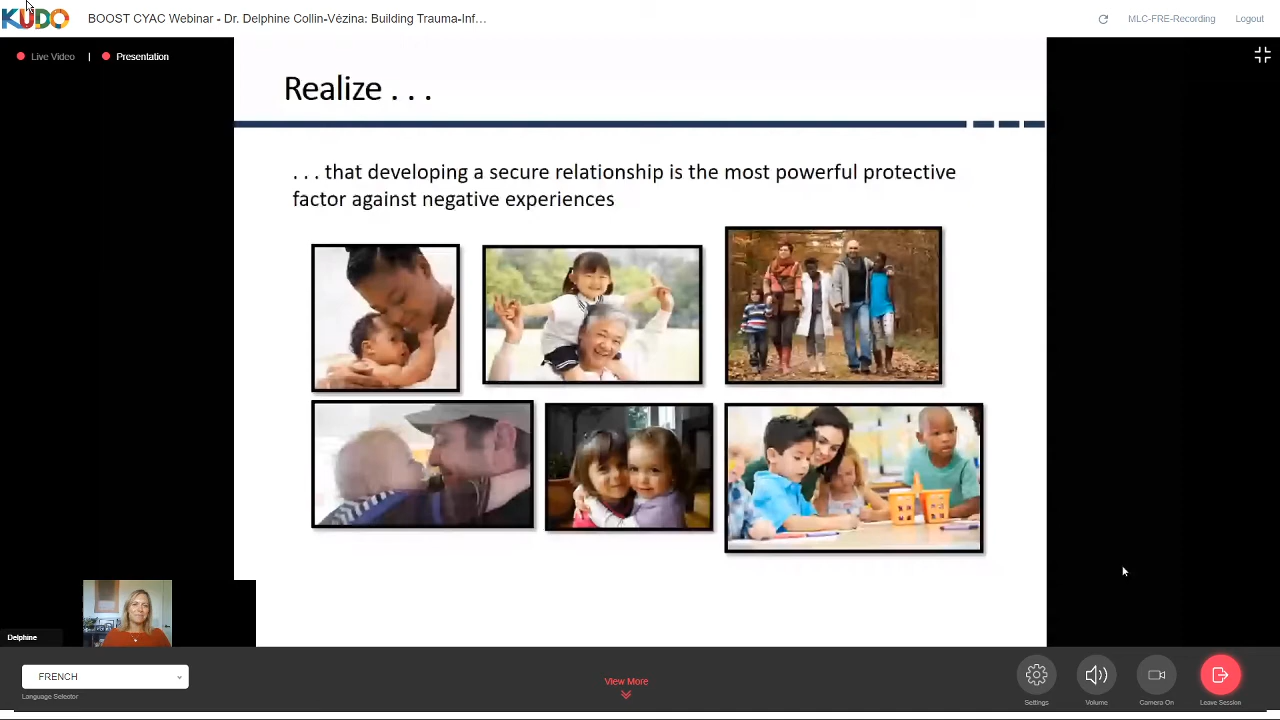 KUDO
BOOST CYAC Webinar - Dr. Delphine Collin-Vézina: Building Trauma-Inf...
MLC-FRE-Recording
Logout
Live Video | Presentation
Realize . . .
. . . that developing a secure relationship is the most powerful protective
factor against negative experiences
Delphine
FRENCH
Language Selector
View More
Settings
Volume
Camera On
Leave Session